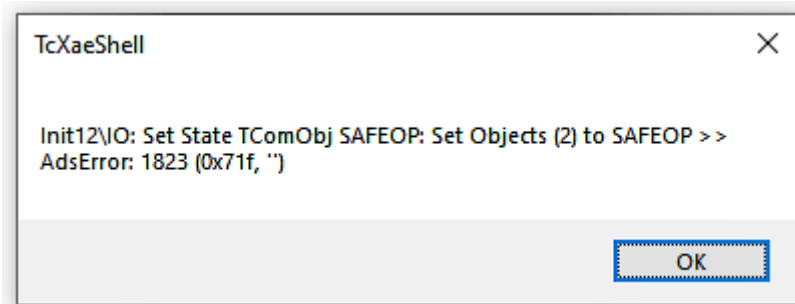 TcXaeShell
Init12\IO: Set State TComObj SAFEOP: Set Objects (2) to SAFEOP >>
AdsError: 1823 (0x71f, '')
OK